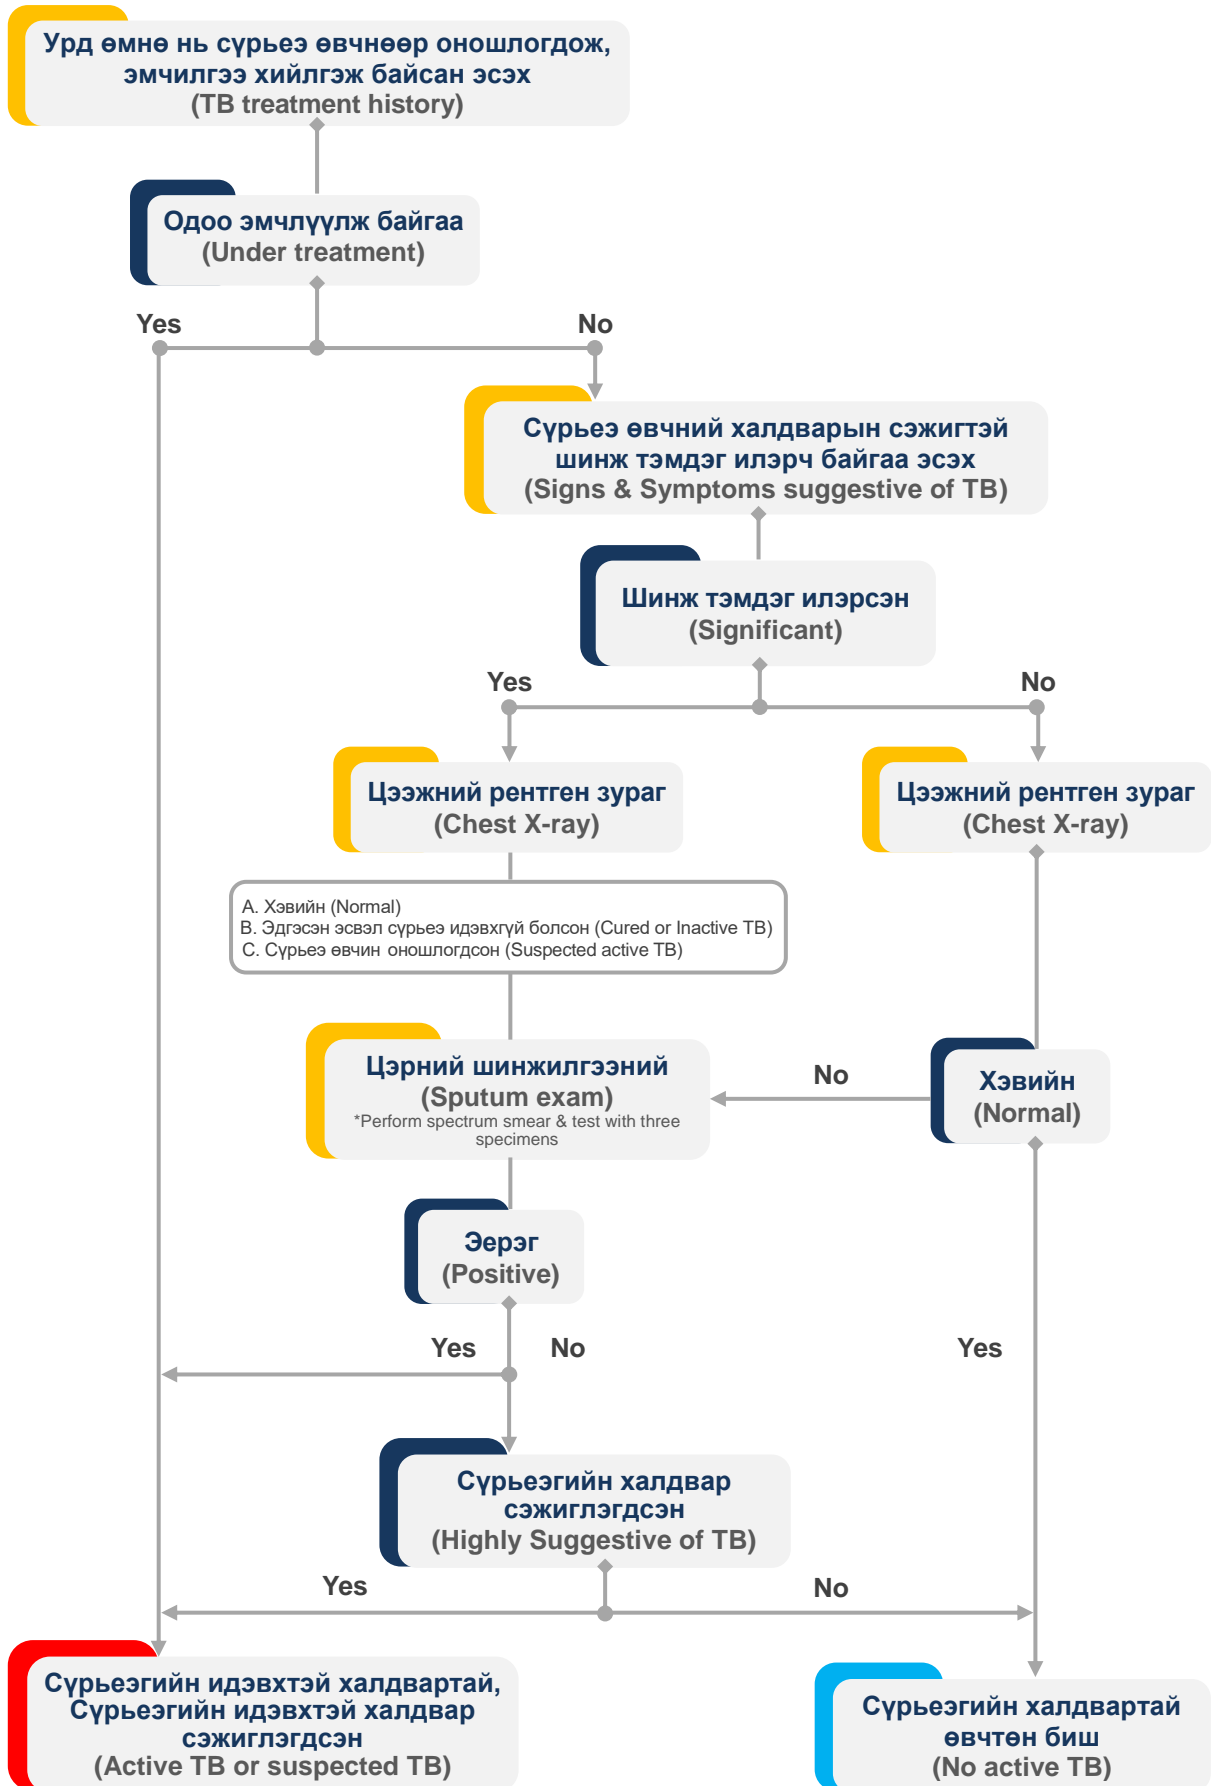 Урд өмнө нь сүрьеэ өвчнөөр оношлогдож,
эмчилгээ хийлгэж байсан эсэх
(TB treatment history)
Одоо эмчлүүлж байгаа
(Under treatment)
Yes
No
Сүрьеэ өвчний халдварын сэжигтэй
шинж тэмдэг илэрч байгаа эсэх
(Signs & Symptoms suggestive of TB)
Шинж тэмдэг илэрсэн
(Significant)
Yes
No
Цээжний рентген зураг
(Chest X-ray)
Цээжний рентген зураг
(Chest X-ray)
A. Хэвийн (Normal)
B. Эдгэсэн эсвэл сүрьеэ идэвхгүй болсон (Cured or Inactive TB)
C. Сүрьеэ өвчин оношлогдсон (Suspected active TB)
Цэрний шинжилгээний
(Sputum exam)
*Perform spectrum smear & test with three
specimens
No
Хэвийн
(Normal)
Эерэг
(Positive)
Yes
No
Yes
Сүрьеэгийн халдвар
сэжиглэгдсэн
(Highly Suggestive of TB)
Yes
No
Сүрьеэгийн идэвхтэй халдвартай,
Сүрьеэгийн идэвхтэй халдвар
сэжиглэгдсэн
(Active TB or suspected TB)
Сүрьеэгийн халдвартай
өвчтөн биш
(No active TB)